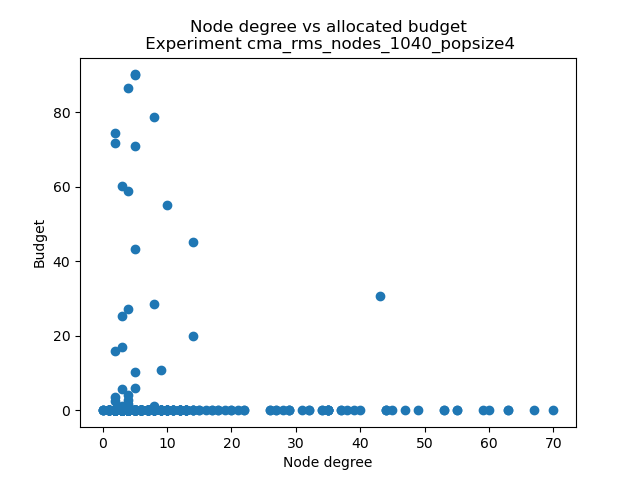 Node degree vs allocated budget
Experiment cma_rms_nodes_1040_popsize4
80
60
40
20
0
Budget
0 10 20 30 40 50 60 70
Node degree